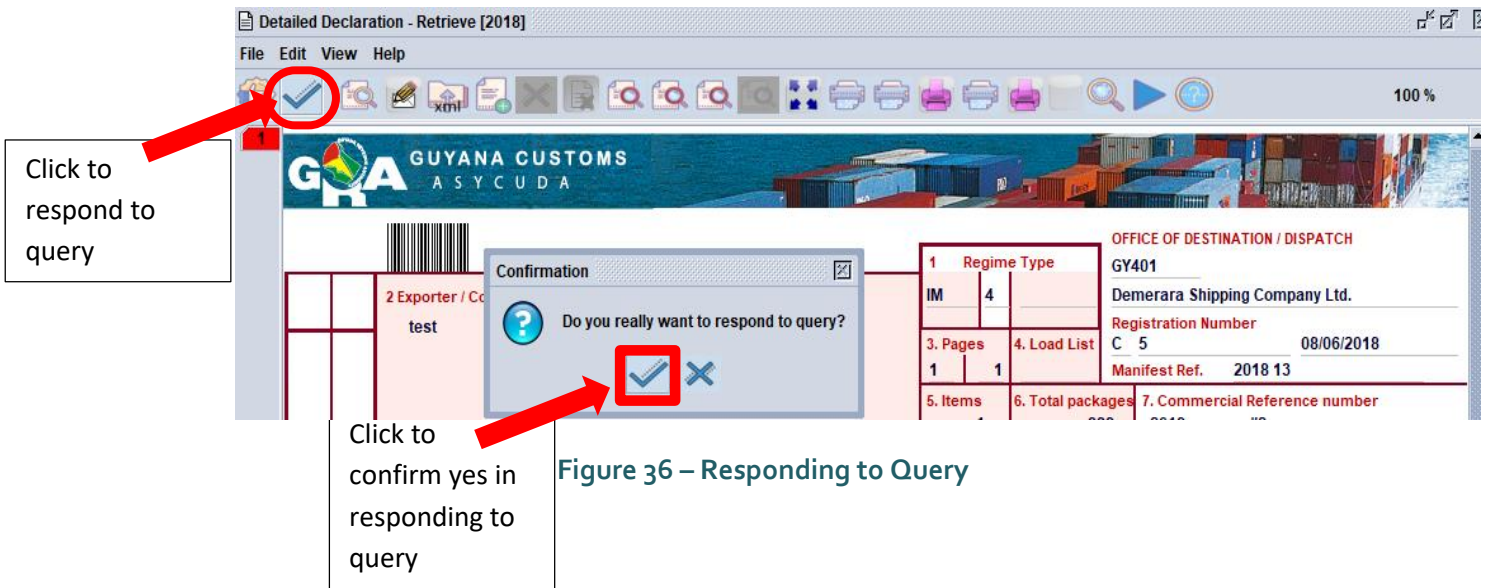 Detailed Declaration - Retrieve [2018]
File Edit View Help
xml
100 %
Click to
respond to
query
1
GRA GUYANA CUSTOMS
ASYCUDA
OFFICE OF DESTINATION / DISPATCH
1 Regime Type
GY401
IM 4
Demerara Shipping Company Ltd.
Confirmation
Do you really want to respond to query?
2 Exporter / Co
test
Registration Number
3. Pages 4. Load List
C 5 08/06/2018
1 1
Manifest Ref. 2018 13
5. Items 6. Total packages 7. Commercial Reference number
Click to
confirm yes in
responding to
query
Figure 36 – Responding to Query